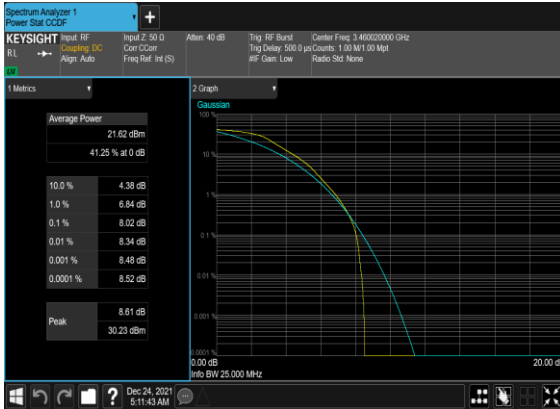 Spectrum Analyzer 1
Power Stat CCDF
+
KEYSIGHT Input: RF Input Z: 50 Ω Atten: 40 dB Trig: RF Burst Center Freq: 3.460020000 GHz
RL Coupling: DC Corr CCorr Trig Delay: 500.0 µs Counts: 1.00 M/1.00 Mpt
Align: Auto Freq Ref: Int (S) #IF Gain: Low Radio Std: None
1 Metrics
Average Power
21.62 dBm
41.25 % at 0 dB
10.0 % 4.38 dB
1.0 % 6.84 dB
0.1 % 8.02 dB
0.01 % 8.34 dB
0.001 % 8.48 dB
0.0001 % 8.52 dB
Peak
8.61 dB
30.23 dBm
2 Graph
Gaussian
100 %
10 %
1 %
0.1 %
0.01 %
0.001 %
0.0001 %
0.00 dB 20.00 d
Info BW 25.000 MHz
?
Dec 24, 2021
5:11:43 AM